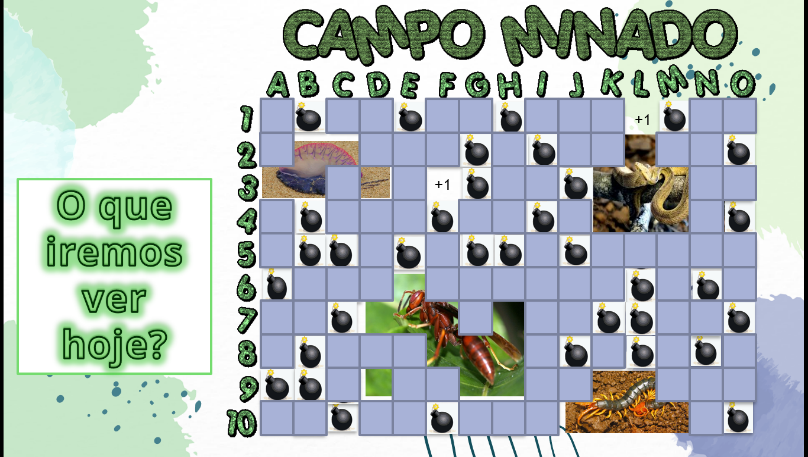 CAMPO MINADO
A B C D E F G H I J K L M N O
1
+1
2
3
+1
4
5
6
7
8
9
10
O que
iremos
ver
hoje?